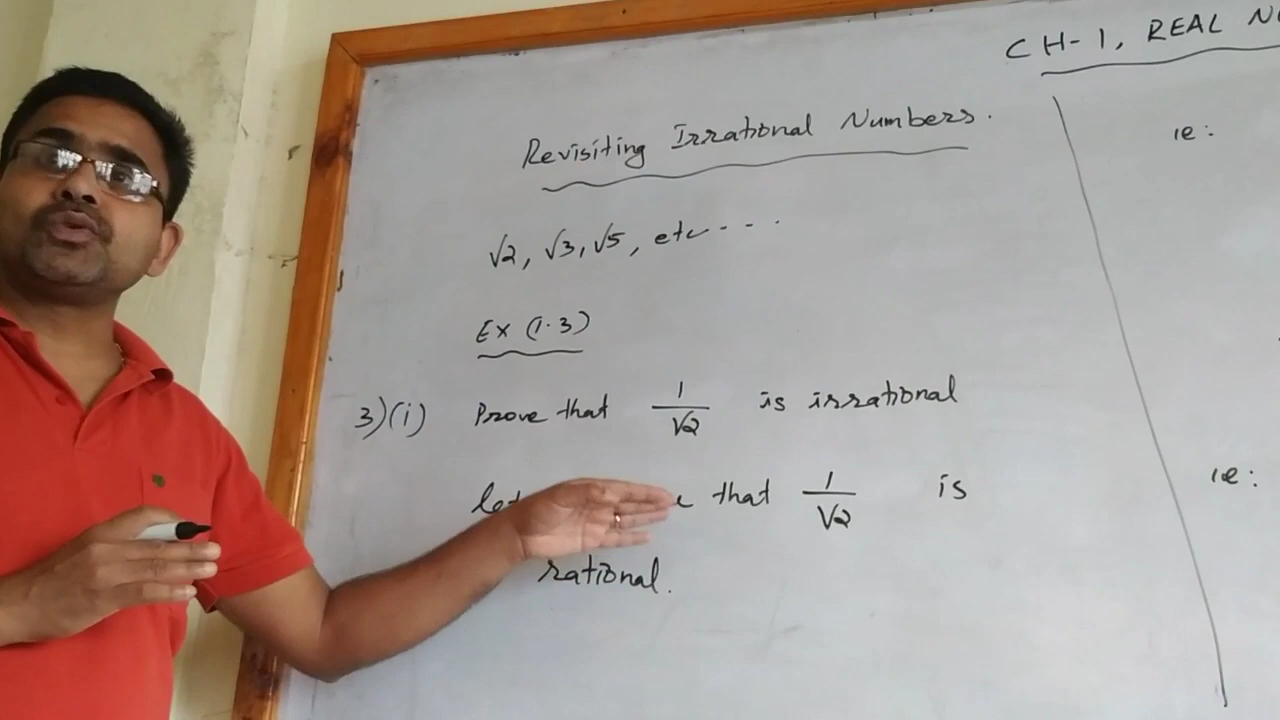 CH-1, REAL
Revisiting Irrational Numbers.
√2, √3, √5, etc - - -
Ex (1.3)
3)(i) Prove that 1/√2 is irrational
that 1/√2 is
rational.
ie:
ie: